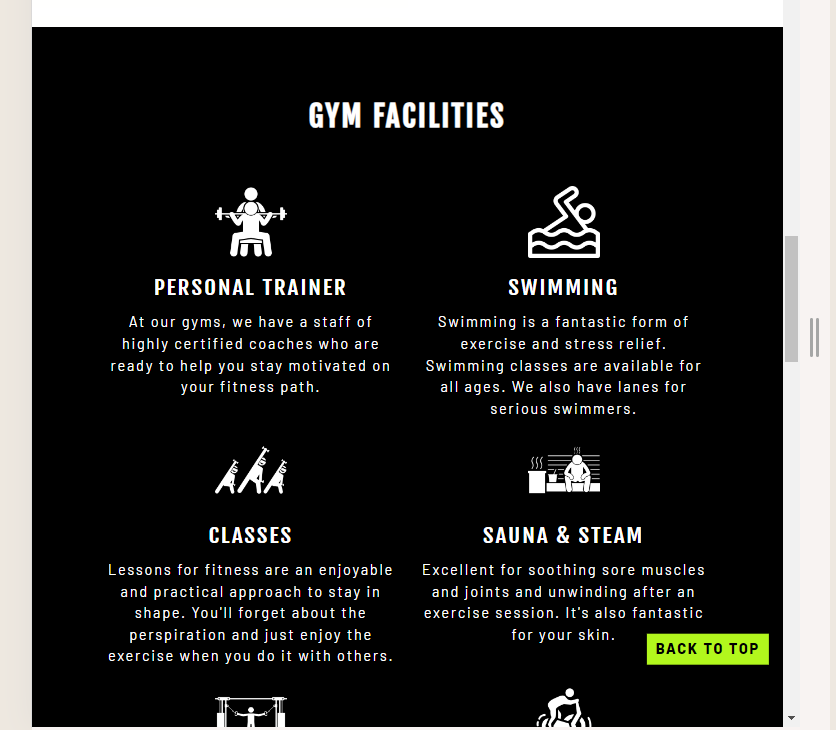 GYM FACILITIES
PERSONAL TRAINER
At our gyms, we have a staff of
highly certified coaches who are
ready to help you stay motivated on
your fitness path.
SWIMMING
Swimming is a fantastic form of
exercise and stress relief.
Swimming classes are available for
all ages. We also have lanes for
serious swimmers.
CLASSES
Lessons for fitness are an enjoyable
and practical approach to stay in
shape. You'll forget about the
perspiration and just enjoy the
exercise when you do it with others.
SAUNA & STEAM
Excellent for soothing sore muscles
and joints and unwinding after an
exercise session. It's also fantastic
for your skin.
BACK TO TOP